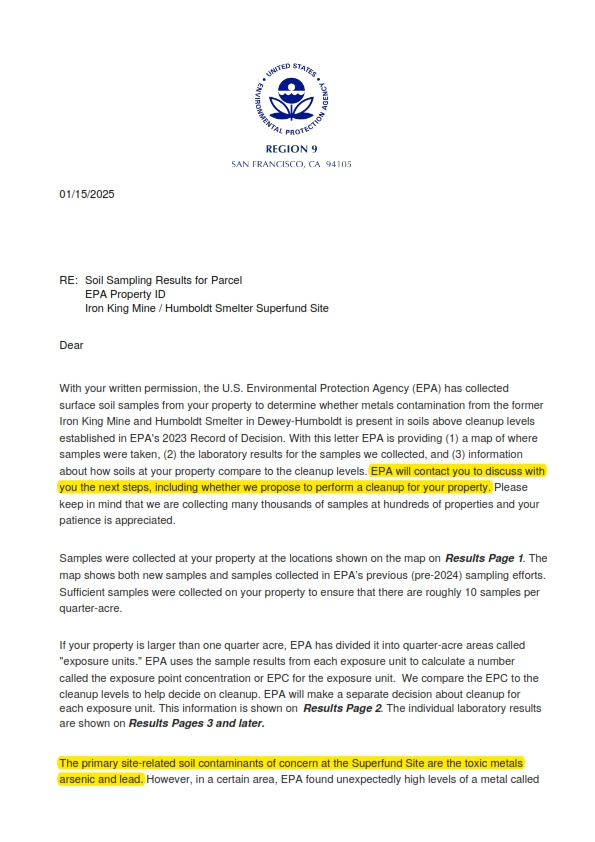 UNITED STATES
ENVIRONMENTAL PROTECTION AGENCY
REGION 9
SAN FRANCISCO, CA 94105
01/15/2025
RE: Soil Sampling Results for Parcel
EPA Property ID
Iron King Mine / Humboldt Smelter Superfund Site
Dear
With your written permission, the U.S. Environmental Protection Agency (EPA) has collected
surface soil samples from your property to determine whether metals contamination from the former
Iron King Mine and Humboldt Smelter in Dewey-Humboldt is present in soils above cleanup levels
established in EPA's 2023 Record of Decision. With this letter EPA is providing (1) a map of where
samples were taken, (2) the laboratory results for the samples we collected, and (3) information
about how soils at your property compare to the cleanup levels. EPA will contact you to discuss with
you the next steps, including whether we propose to perform a cleanup for your property. Please
keep in mind that we are collecting many thousands of samples at hundreds of properties and your
patience is appreciated.
Samples were collected at your property at the locations shown on the map on Results Page 1. The
map shows both new samples and samples collected in EPA's previous (pre-2024) sampling efforts.
Sufficient samples were collected on your property to ensure that there are roughly 10 samples per
quarter-acre.
If your property is larger than one quarter acre, EPA has divided it into quarter-acre areas called
"exposure units." EPA uses the sample results from each exposure unit to calculate a number
called the exposure point concentration or EPC for the exposure unit. We compare the EPC to the
cleanup levels to help decide on cleanup. EPA will make a separate decision about cleanup for
each exposure unit. This information is shown on Results Page 2. The individual laboratory results
are shown on Results Pages 3 and later.
The primary site-related soil contaminants of concern at the Superfund Site are the toxic metals
arsenic and lead. However, in a certain area, EPA found unexpectedly high levels of a metal called